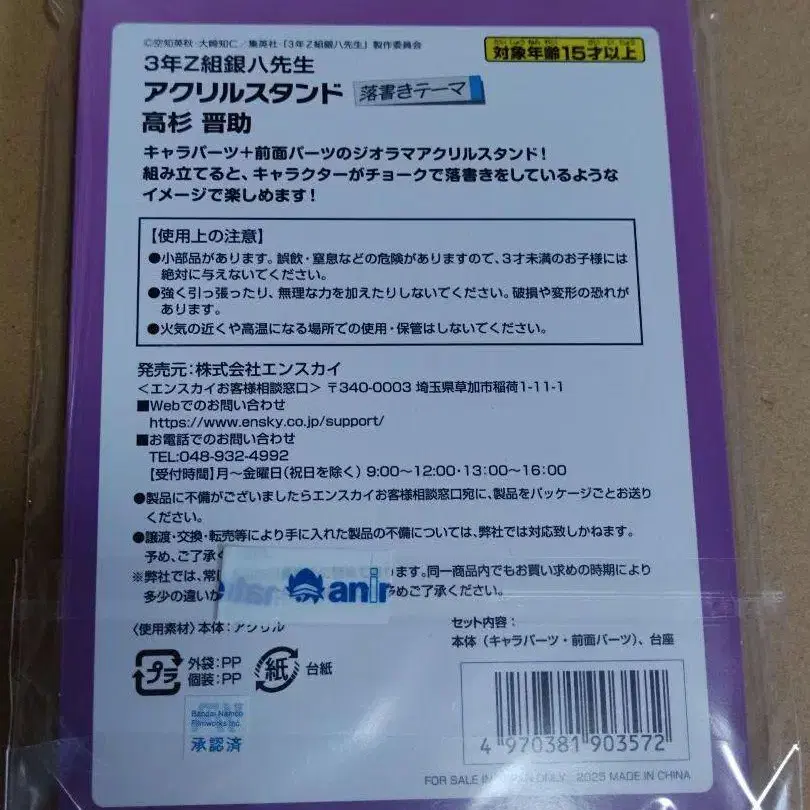 ©空知英秋・大崎知仁／集英社・「3年Z組銀八先生」製作委員会
対象年齢15才以上
3年Z組銀八先生
アクリルスタンド 落書きテーマ
高杉 晋助
キャラパーツ＋前面パーツのジオラマアクリルスタンド！
組み立てると、キャラクターがチョークで落書きをしているような
イメージで楽しめます！
【使用上の注意】
●小部品があります。誤飲・窒息などの危険がありますので、3才未満のお子様には
絶対に与えないでください。
●強く引っ張ったり、無理な力を加えたりしないでください。破損や変形の恐れが
あります。
●火気の近くや高温になる場所での使用・保管はしないでください。
発売元：株式会社エンスカイ
＜エンスカイお客様相談窓口＞ 〒340-0003 埼玉県草加市稲荷1-11-1
■Webでのお問い合わせ
https://www.ensky.co.jp/support/
■お電話でのお問い合わせ
TEL:048-932-4992
【受付時間】月～金曜日（祝日を除く） 9:00～12:00・13:00～16:00
●製品に不備がございましたらエンスカイお客様相談窓口宛に、製品をパッケージごとお送り
ください。
●譲渡・交換・転売等により手に入れた製品の不備については、弊社では対応致しかねます。
予め、ご了承く
※弊社では、常に ます。同一商品内でもお買い求めの時期により
多少の違いが 予めご了承ください。
anim
〈使用素材〉本体：アクリル
セット内容：
本体（キャラパーツ・前面パーツ）、台座
プラ 外袋：PP
個装：PP
紙 台紙
Bandai Namco
Filmworks Inc.
承認済
4 970381 903572
FOR SALE IN JAPAN ONLY 2025 MADE IN CHINA